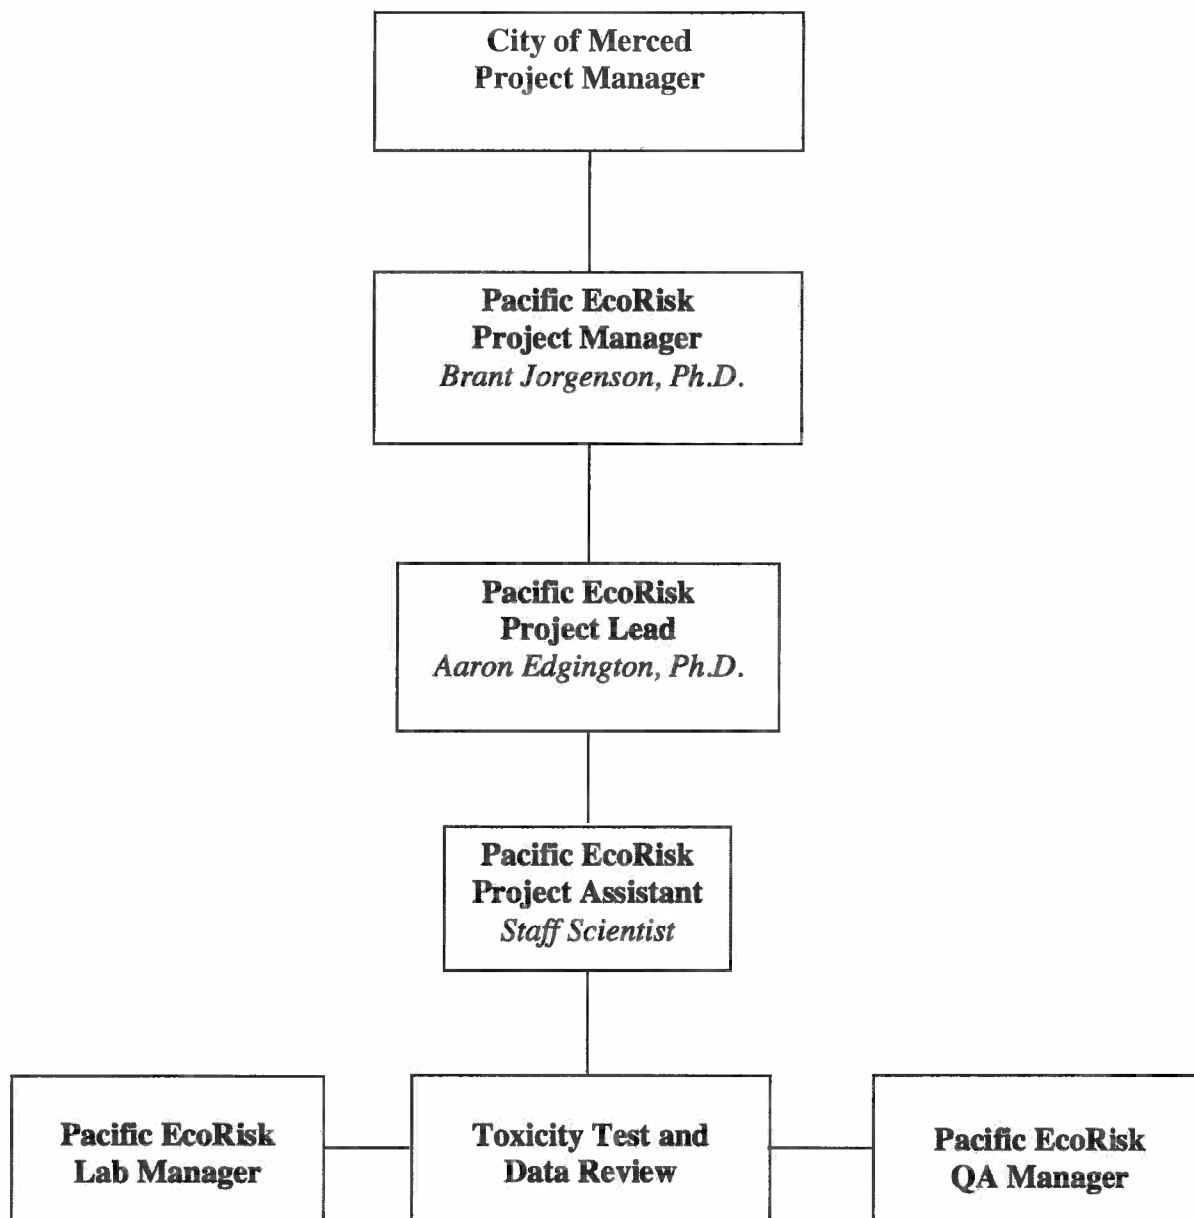 City of Merced
Project Manager
Pacific EcoRisk
Project Manager
Brant Jorgenson, Ph.D.
Pacific EcoRisk
Project Lead
Aaron Edgington, Ph.D.
Pacific EcoRisk
Project Assistant
Staff Scientist
Pacific EcoRisk
Lab Manager
Toxicity Test and
Data Review
Pacific EcoRisk
QA Manager